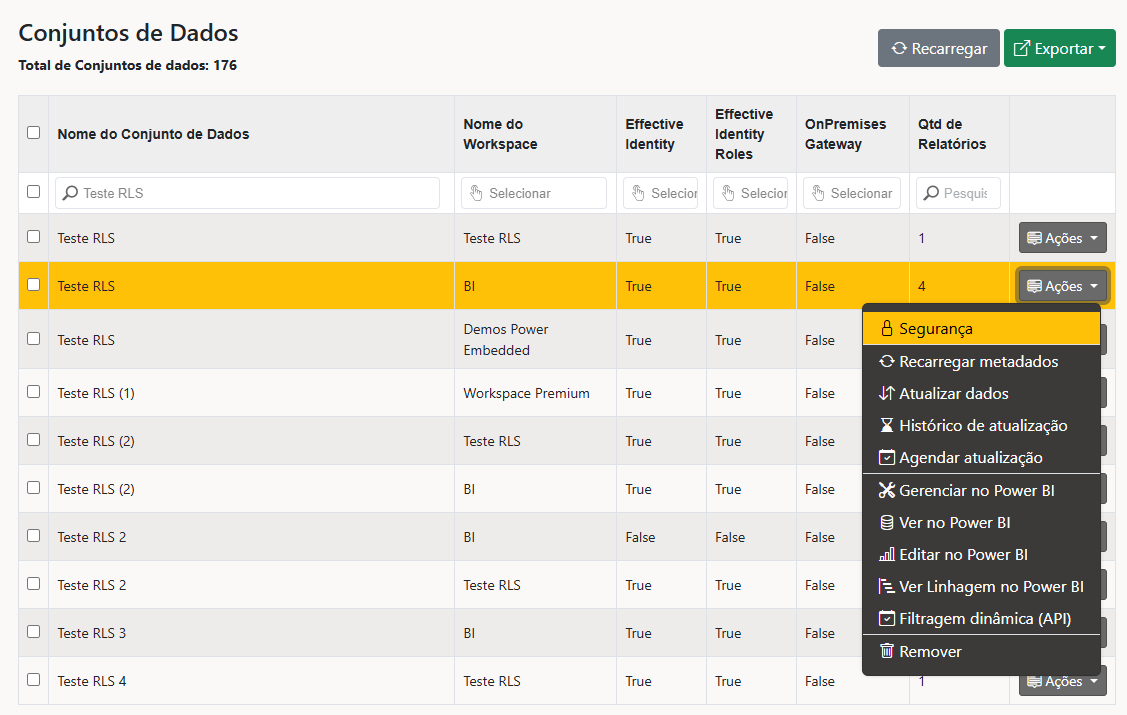 Conjuntos de Dados
Total de Conjuntos de dados: 176
Recarregar
Exportar
Nome do Conjunto de Dados
Nome do
Workspace
Effective
Identity
Effective
Identity
Roles
OnPremises
Gateway
Qtd de
Relatórios
Teste RLS
Selecionar
Selecior
Selecior
Selecionar
Pesquis
Teste RLS
Teste RLS
True
True
False
1
Ações
Teste RLS
BI
True
True
False
4
Ações
Teste RLS
Demos Power
Embedded
True
True
False
Teste RLS (1)
Workspace Premium
True
True
False
Teste RLS (2)
Teste RLS
True
True
False
Teste RLS (2)
BI
True
True
False
Teste RLS 2
BI
False
False
False
Teste RLS 2
Teste RLS
True
True
False
Teste RLS 3
BI
True
True
False
Teste RLS 4
Teste RLS
True
True
False
1
Ações
Segurança
Recarregar metadados
Atualizar dados
Histórico de atualização
Agendar atualização
Gerenciar no Power BI
Ver no Power BI
Editar no Power BI
Ver Linhagem no Power BI
Filtragem dinâmica (API)
Remover